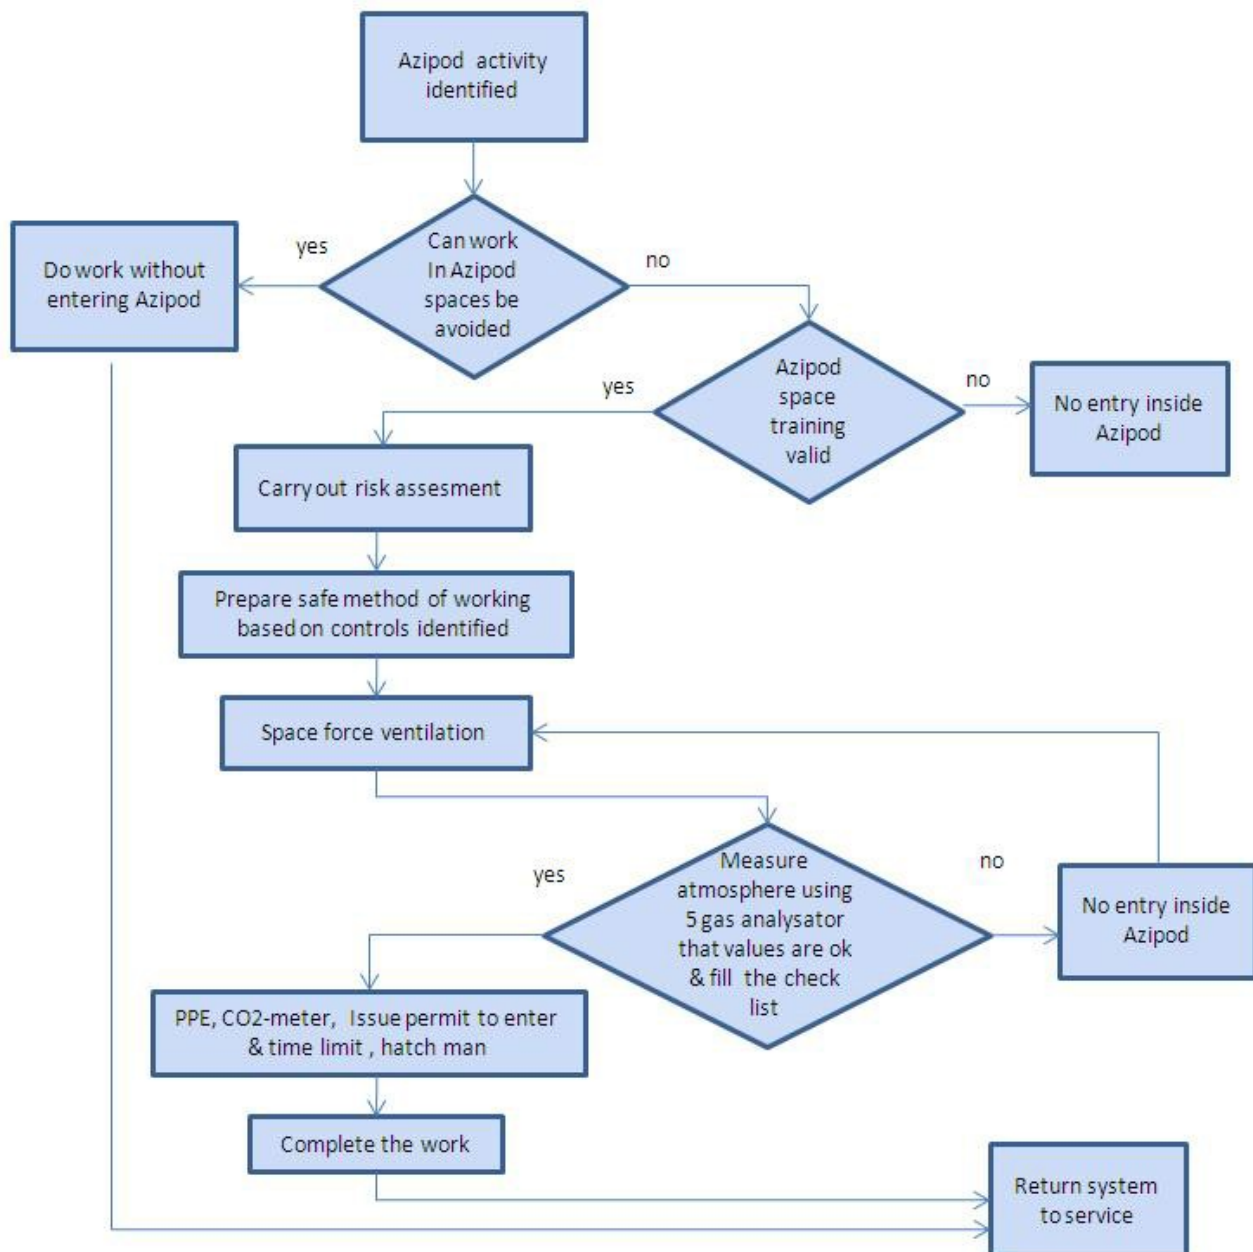 Azipod activity
identified
Can work
In Azipod
spaces be
avoided
yes
no
Do work without
entering Azipod
Azipod
space
training
valid
yes
no
No entry inside
Azipod
Carry out risk assesment
Prepare safe method of working
based on controls identified
Space force ventilation
Measure
atmosphere using
5 gas analysator
that values are ok
& fill the check
list
yes
no
No entry inside
Azipod
PPE, CO2-meter, Issue permit to enter
& time limit , hatch man
Complete the work
Return system
to service